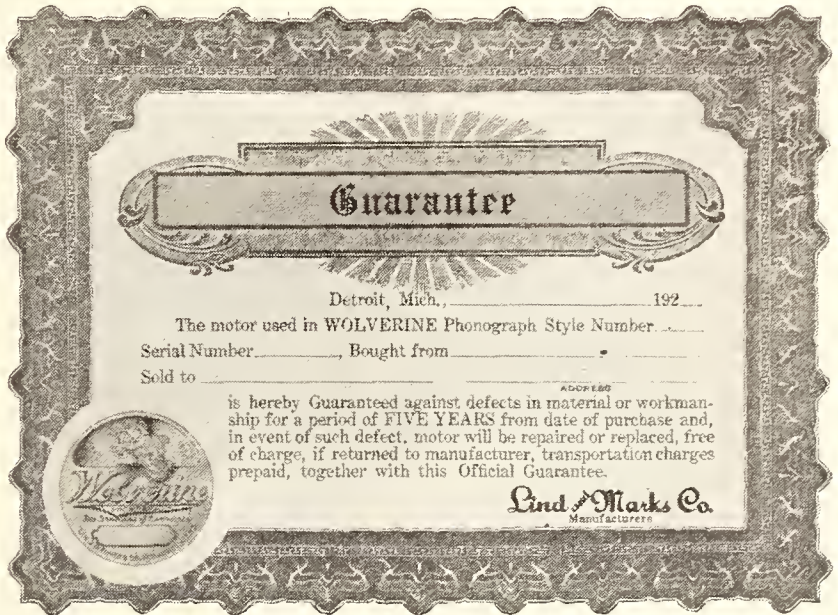 Guarantee
Detroit, Mich., 192
The motor used in WOLVERINE Phonograph Style Number
Serial Number , Bought from
Sold to
ADDRESS
is hereby Guaranteed against defects in material or workman-
ship for a period of FIVE YEARS from date of purchase and,
in event of such defect, motor will be repaired or replaced, free
of charge, if returned to manufacturer, transportation charges
prepaid, together with this Official Guarantee.
Lind and Marks Co.
Manufacturers
Wolverine